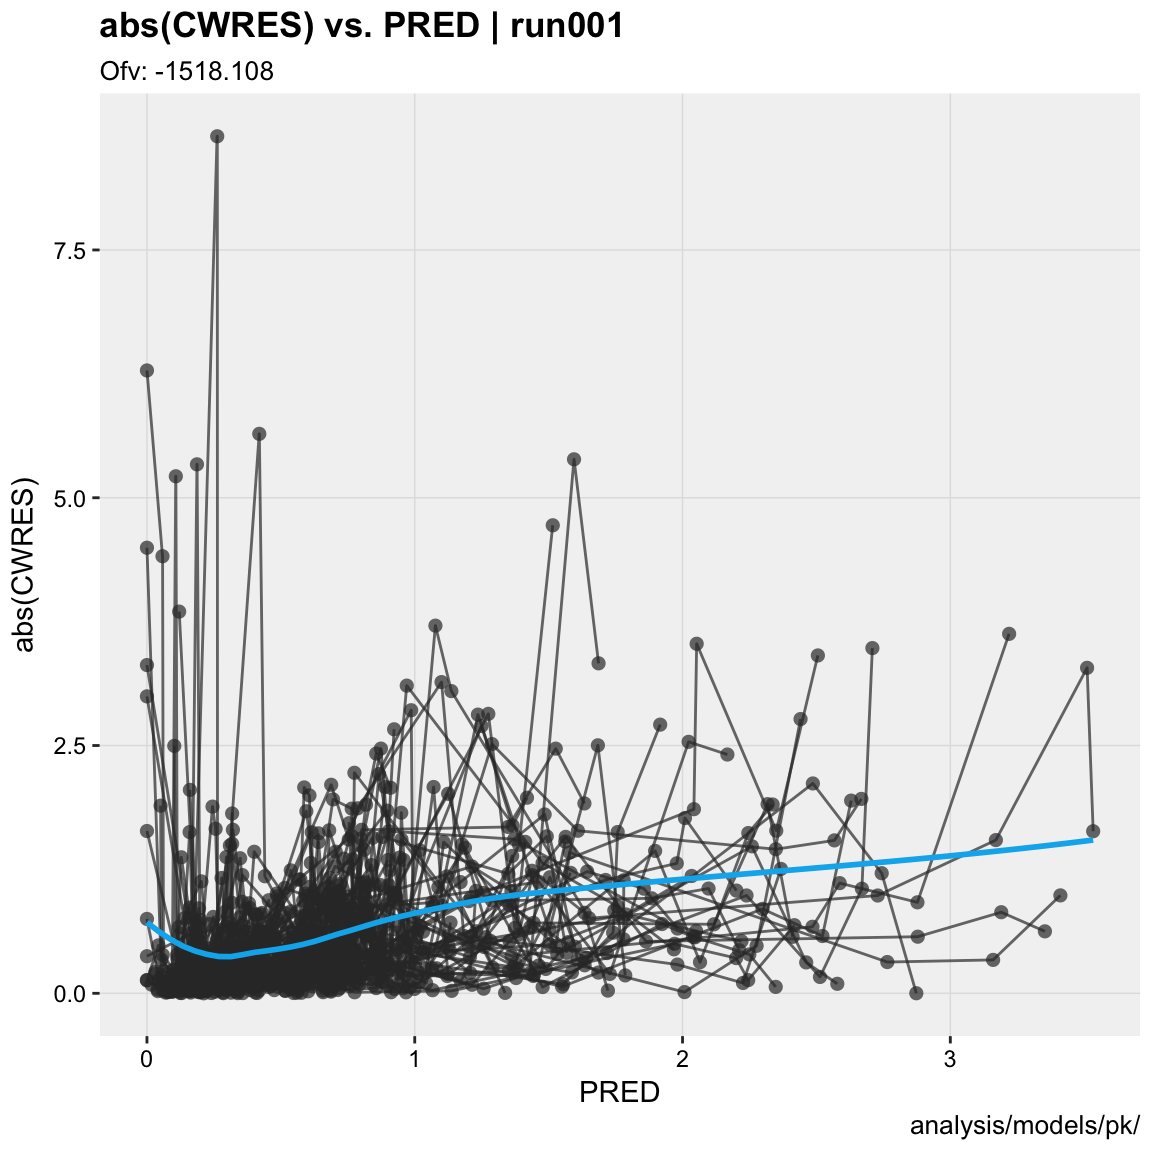 abs(CWRES) vs. PRED | run001
Ofv: -1518.108
7.5
5.0
2.5
0.0
abs(CWRES)
0 1 2 3
PRED
analysis/models/pk/